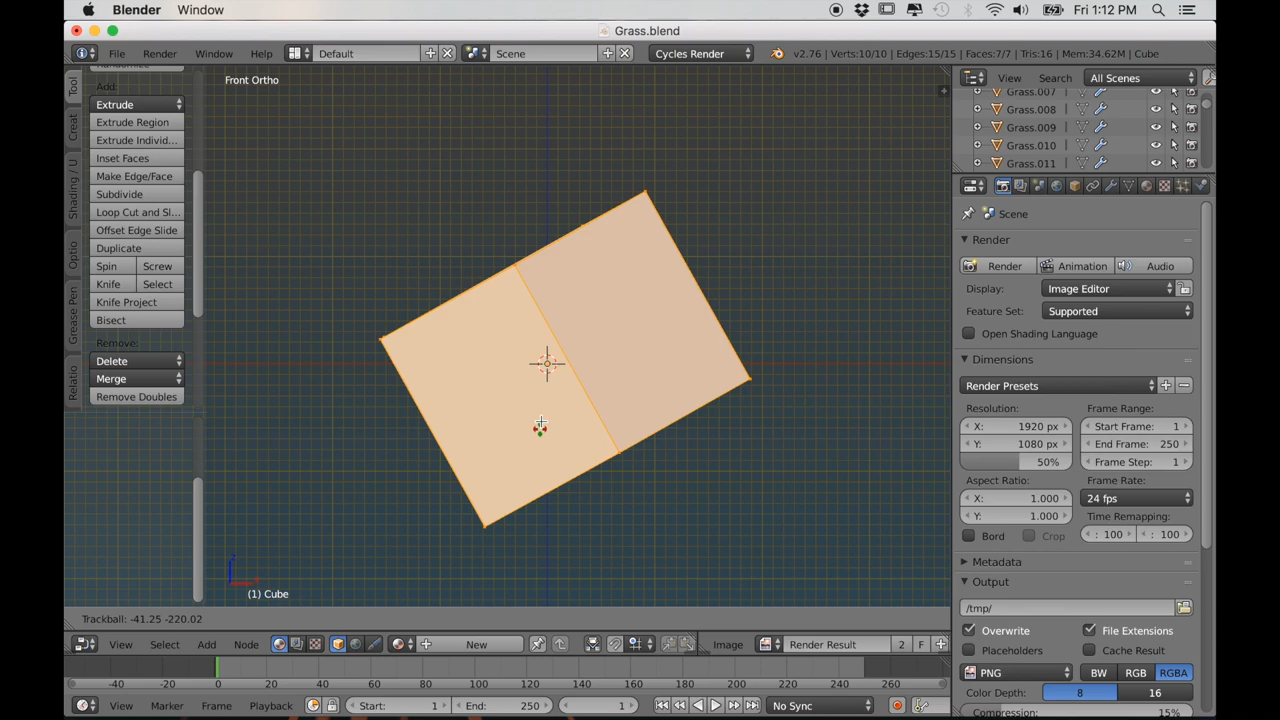 Blender Window Fri 1:12 PM
Grass.blend
File Render Window Help Default Scene Cycles Render v2.76 | Verts:10/10 | Edges:15/15 | Faces:7/7 | Tris:16 | Mem:34.62M | Cube
Front Ortho
View Search All Scenes
Grass.007
Grass.008
Grass.009
Grass.010
Grass.011
Tool
Creat
Shading / U
Optio
Grease Pen
Relatio
Add:
Extrude
Extrude Region
Extrude Individ...
Inset Faces
Make Edge/Face
Subdivide
Loop Cut and Sl...
Offset Edge Slide
Duplicate
Spin Screw
Knife Select
Knife Project
Bisect
Remove:
Delete
Merge
Remove Doubles
Scene
Render
Render Animation Audio
Display: Image Editor
Feature Set: Supported
Open Shading Language
Dimensions
Render Presets
Resolution: Frame Range:
X: 1920 px Start Frame: 1
Y: 1080 px End Frame: 250
50% Frame Step: 1
Aspect Ratio: Frame Rate:
X: 1.000 24 fps
Y: 1.000 Time Remapping:
Bord Crop : 100 : 100
Metadata
Output
/tmp/
Overwrite File Extensions
Placeholders Cache Result
PNG BW RGB RGBA
Color Depth: 8 16
Compression: 15%
z
(1) Cube
Trackball: -41.25 -220.02
View Select Add Node New Image Render Result 2 F
-40 -20 0 20 40 60 80 100 120 140 160 180 200 220 240 260
View Marker Frame Playback Start: 1 End: 250 1 No Sync